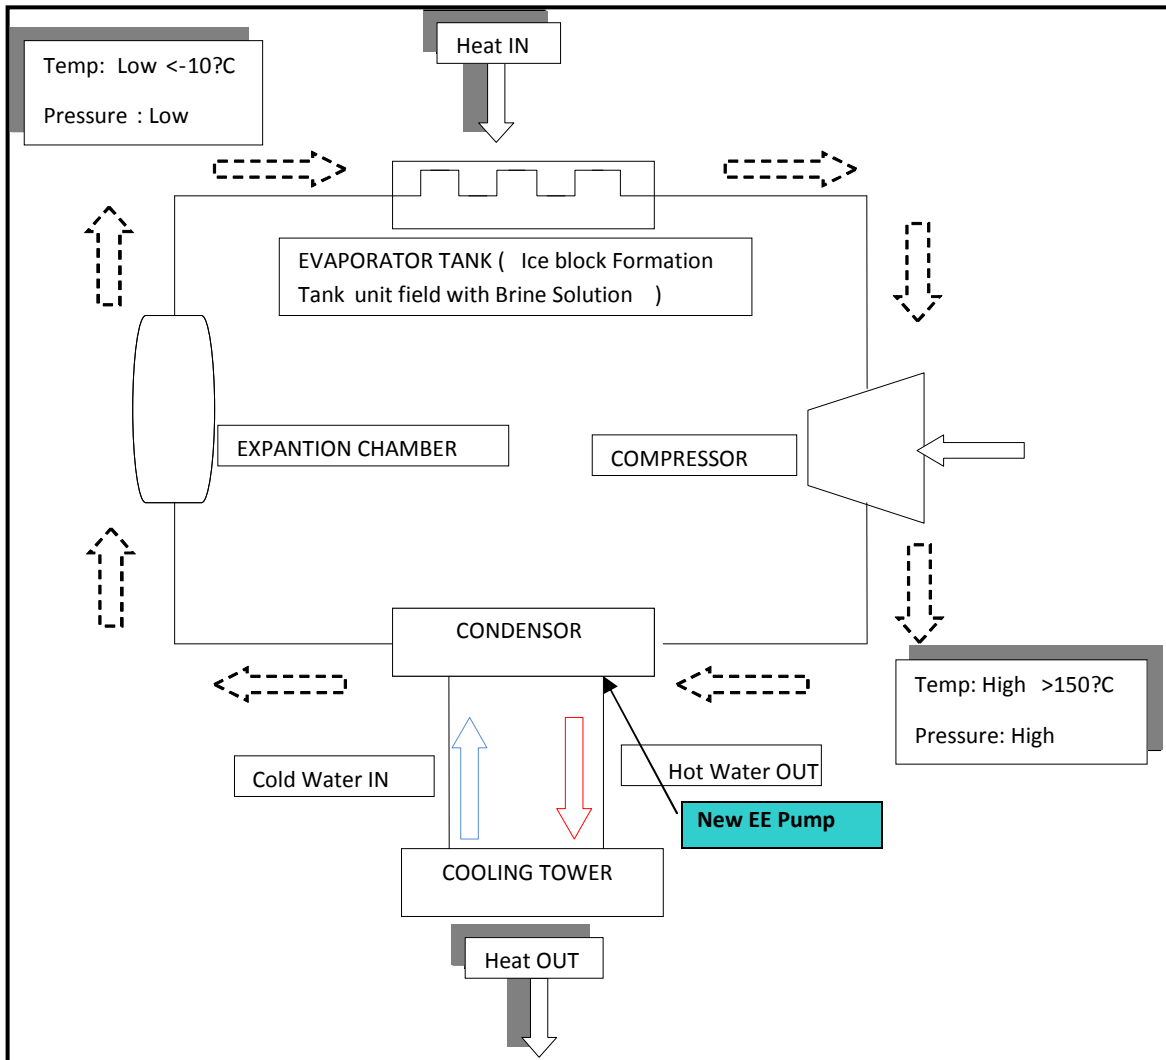 Heat IN
Temp: Low <-10?C
Pressure : Low
EVAPORATOR TANK ( Ice block Formation
Tank unit field with Brine Solution )
EXPANTION CHAMBER
COMPRESSOR
CONDENSOR
Temp: High >150?C
Pressure: High
Cold Water IN
Hot Water OUT
New EE Pump
COOLING TOWER
Heat OUT